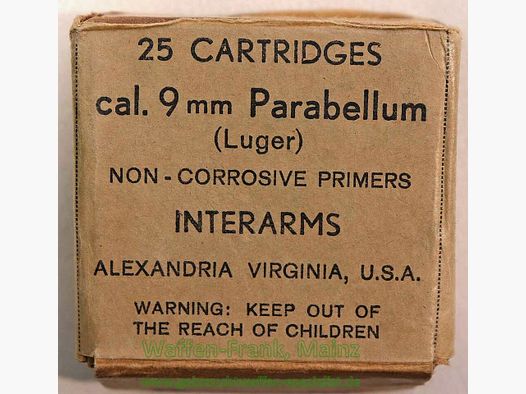 25 CARTRIDGES
cal. 9 mm Parabellum
(Luger)
NON-CORROSIVE PRIMERS
INTERARMS
ALEXANDRIA VIRGINIA, U.S.A.
WARNING: KEEP OUT OF
THE REACH OF CHILDREN
Waffen-Frank, Mainz